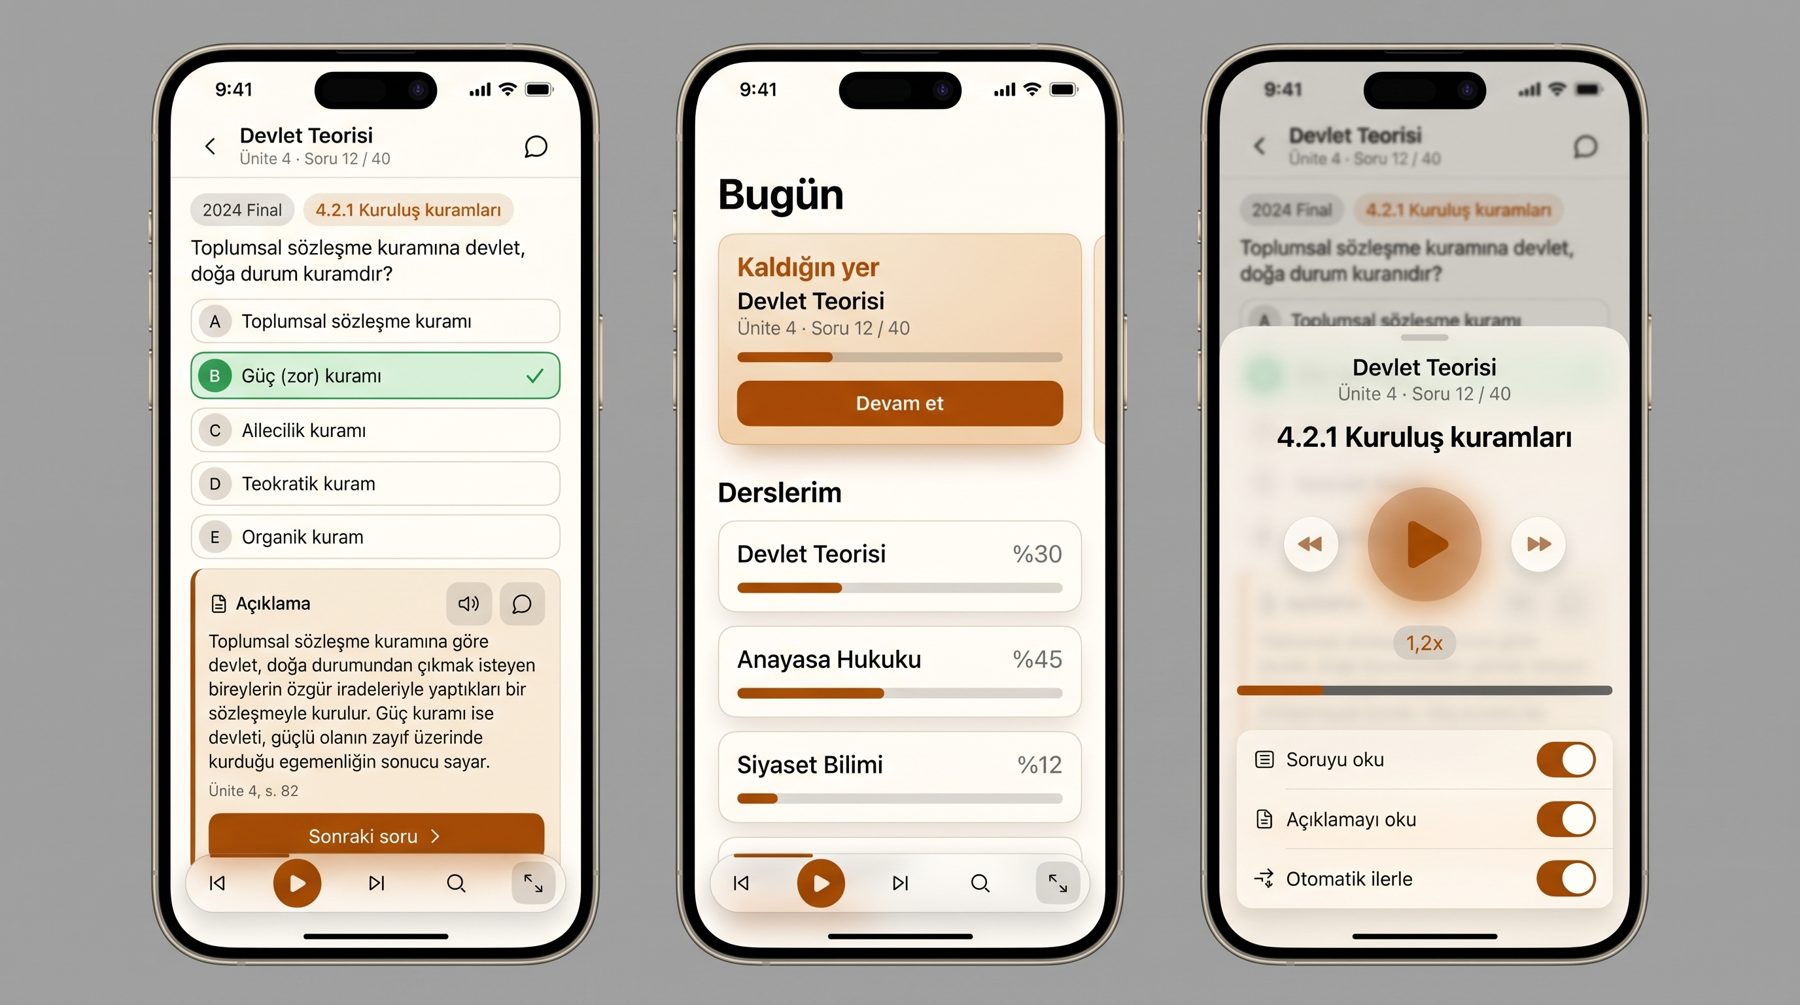 9:41
Devlet Teorisi
Ünite 4 · Soru 12 / 40
2024 Final
4.2.1 Kuruluş kuramları
Toplumsal sözleşme kuramına devlet,
doğa durum kuramdır?
A Toplumsal sözleşme kuramı
B Güç (zor) kuramı
C Allecilik kuramı
D Teokratik kuram
E Organik kuram
Açıklama
Toplumsal sözleşme kuramına göre
devlet, doğa durumundan çıkmak isteyen
bireylerin özgür iradeleriyle yaptıkları bir
sözleşmeyle kurulur. Güç kuramı ise
devleti, güçlü olanın zayıf üzerinde
kurduğu egemenliğin sonucu sayar.
Ünite 4, s. 82
Sonraki soru
9:41
Bugün
Kaldığın yer
Devlet Teorisi
Ünite 4 · Soru 12 / 40
Devam et
Derslerim
Devlet Teorisi %30
Anayasa Hukuku %45
Siyaset Bilimi %12
9:41
Devlet Teorisi
Ünite 4 · Soru 12 / 40
2024 Final
4.2.1 Kuruluş kuramları
Toplumsal sözleşme kuramına devlet,
doğa durum kuranıdır?
A Toplumsal sözleşme kuramı
Devlet Teorisi
Ünite 4 · Soru 12 / 40
4.2.1 Kuruluş kuramları
1,2x
Soruyu oku
Açıklamayı oku
Otomatik ilerle